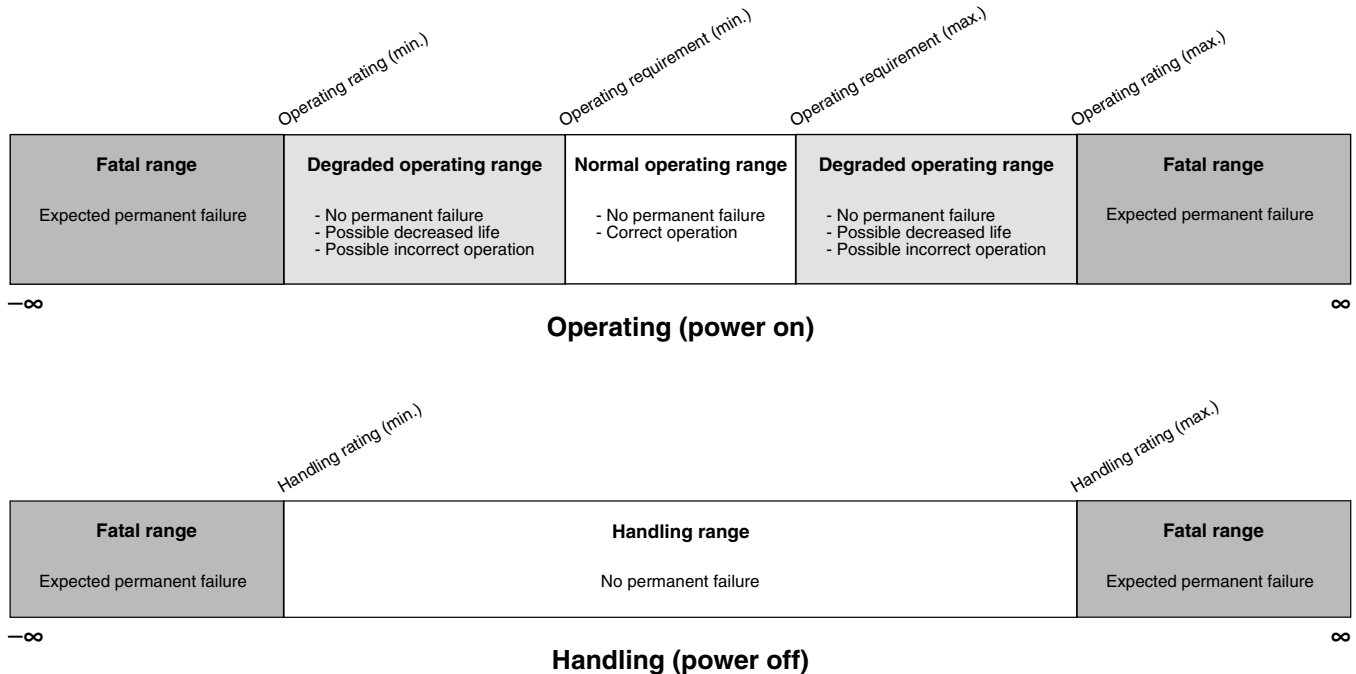 Operating rating (min.)
Operating requirement (min.)
Operating requirement (max.)
Operating rating (max.)
Fatal range
Expected permanent failure
Degraded operating range
- No permanent failure
- Possible decreased life
- Possible incorrect operation
Normal operating range
- No permanent failure
- Correct operation
Degraded operating range
- No permanent failure
- Possible decreased life
- Possible incorrect operation
Fatal range
Expected permanent failure
−∞
∞
Operating (power on)
Handling rating (min.)
Handling rating (max.)
Fatal range
Expected permanent failure
Handling range
No permanent failure
Fatal range
Expected permanent failure
−∞
∞
Handling (power off)